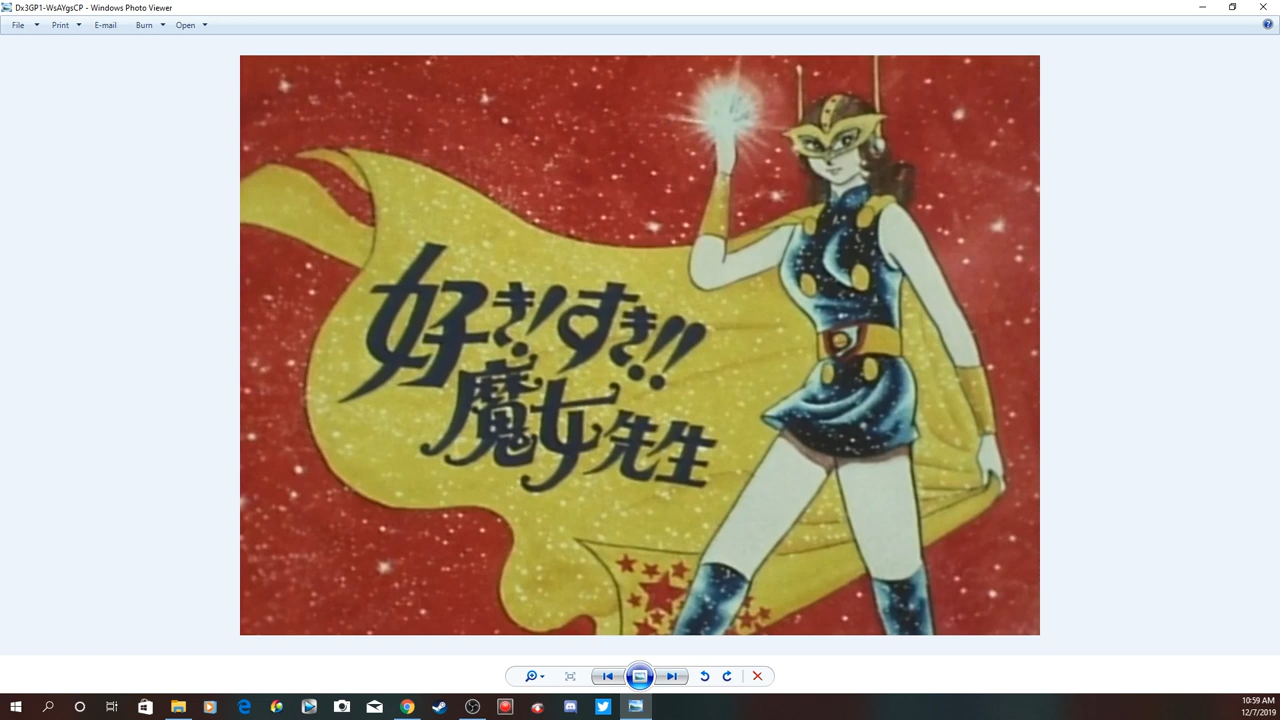 Dx3GP1-WsAYgsCP - Windows Photo Viewer
File Print E-mail Burn Open
好き!すき!!
魔女先生
10:59 AM
12/7/2019